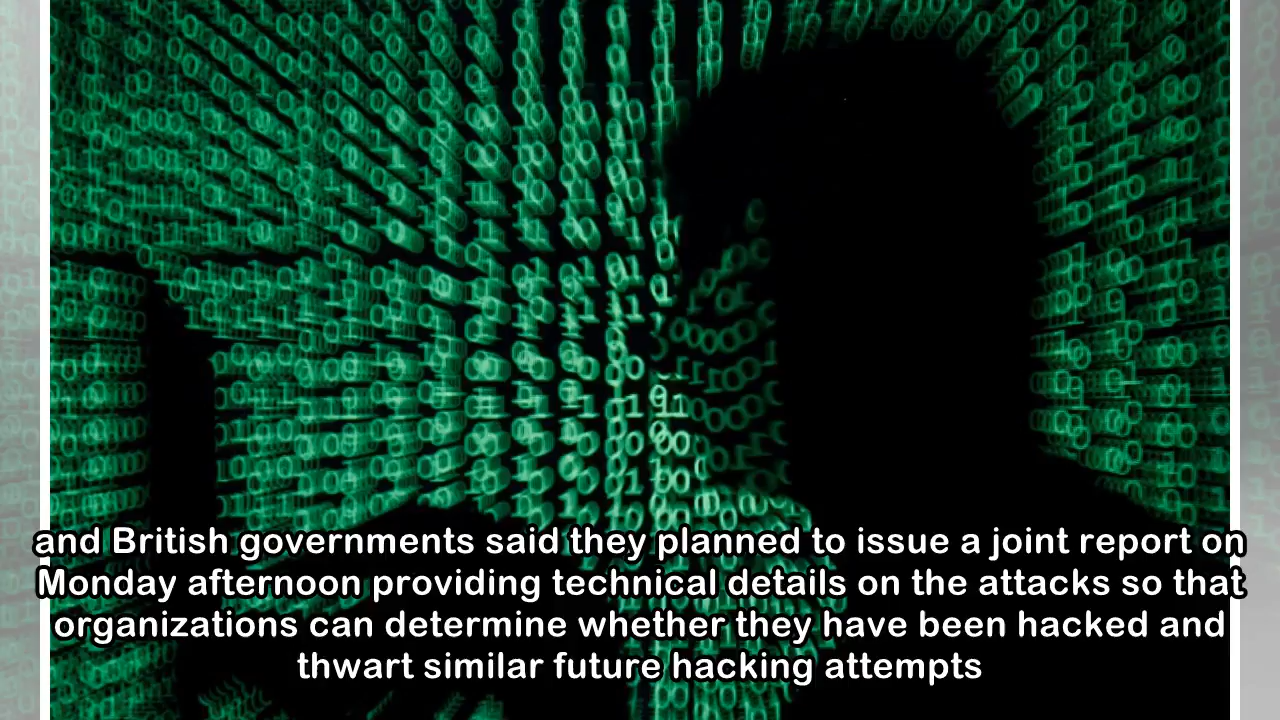 and British governments said they planned to issue a joint report on
Monday afternoon providing technical details on the attacks so that
organizations can determine whether they have been hacked and
thwart similar future hacking attempts